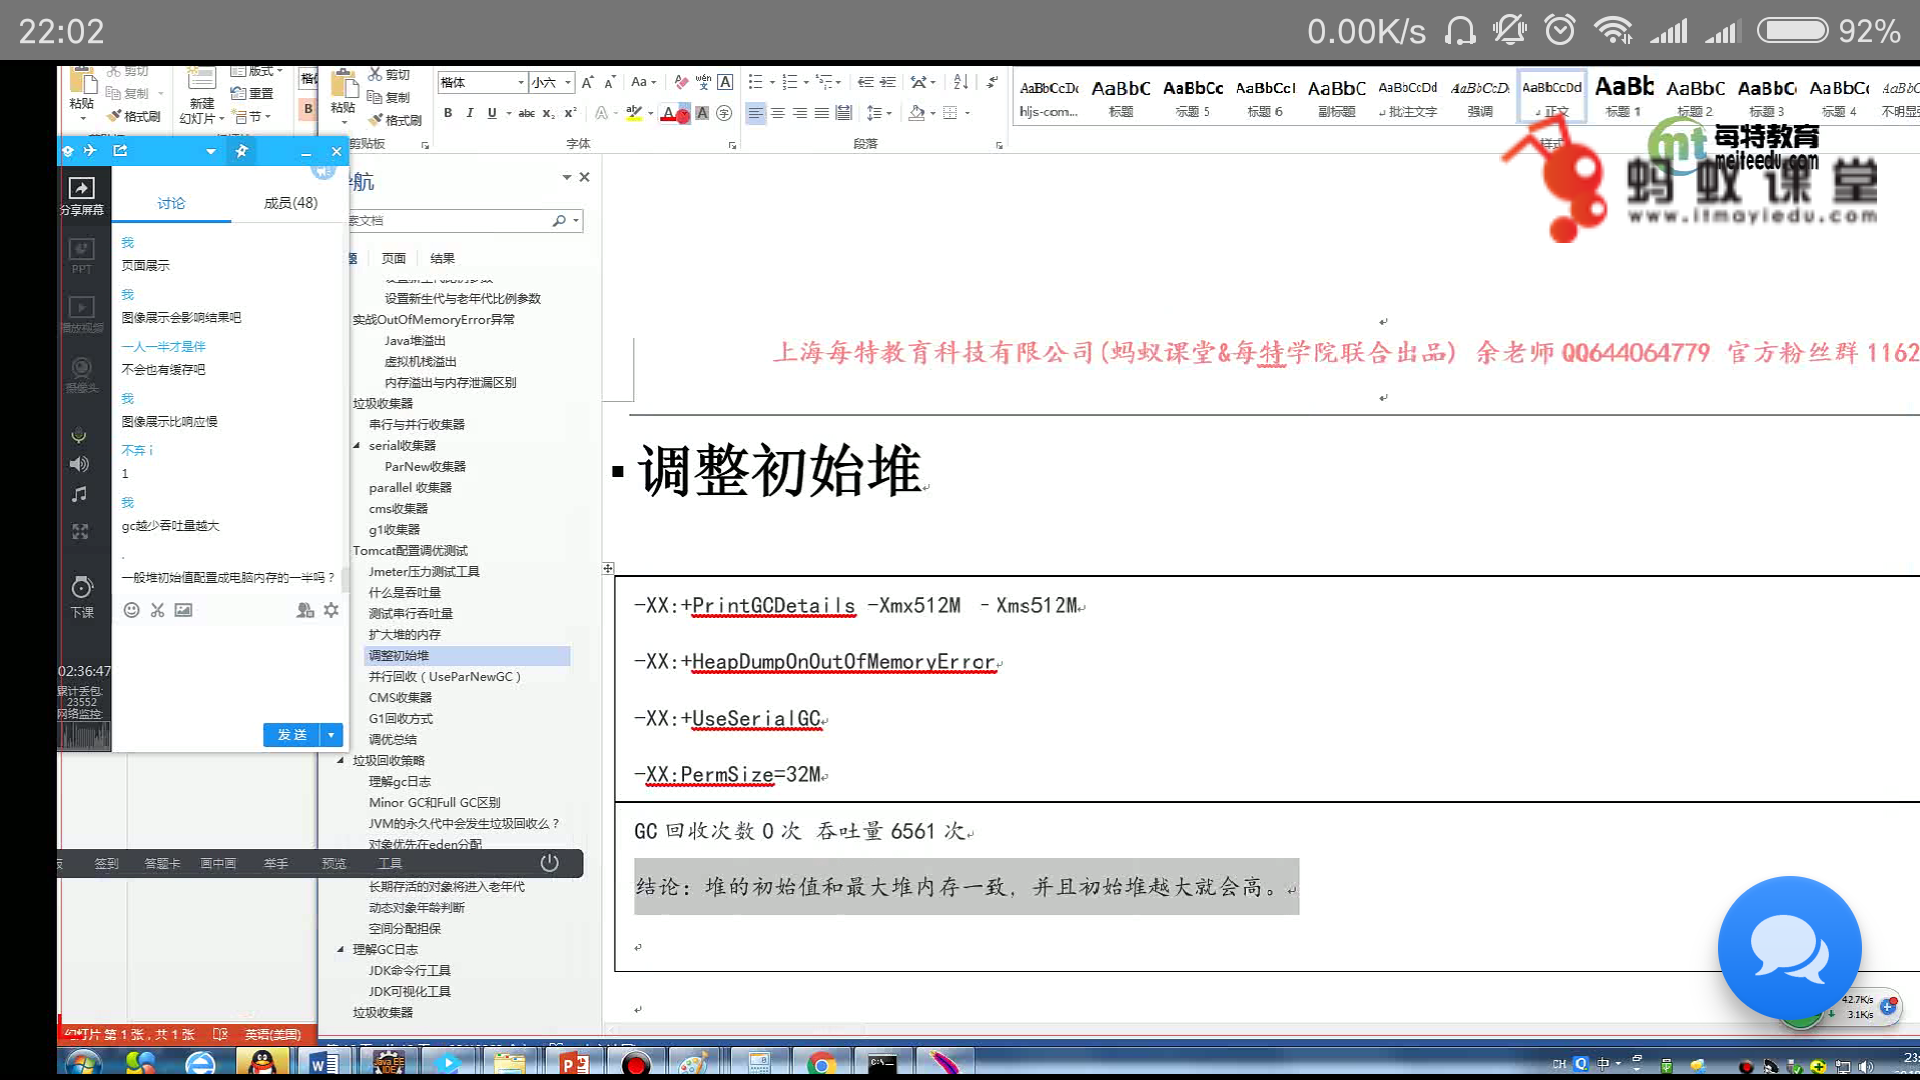 22:02
0.00K/s
92%
粘贴
剪切
复制
格式刷
新建
幻灯片
版式
重置
节
粘贴
剪切
复制
格式刷
楷体
小六
字体
段落
AaBbCcDc
hljs-com...
AaBbC
标题
AaBbCc
标题 5
AaBbCcI
标题 6
AaBbC
副标题
AaBbCcDd
批注文字
AaBbCcD.
强调
AaBbCcDd
正文
AaBb
标题 1
AaBbC
标题 2
AaBbC
标题 3
AaBbC
标题 4
不明显
每特教育
meiteedu.com
蚂蚁课堂
www.itmayiedu.com
分享屏幕
PPT
播放视频
摄像头
下课
02:36:47
累计丢包:
23552
网络监控:
讨论
成员(48)
我
页面展示
我
图像展示会影响结果吧
一人一半才是伴
不会也有缓存吧
我
图像展示比响应慢
不弃 i
1
我
gc越少吞吐量越大
.
一般堆初始值配置成电脑内存的一半吗？
发送
航
索文档
题
页面
结果
设置新生代比例参数
设置新生代与老年代比例参数
实战OutOfMemoryError异常
Java堆溢出
虚拟机栈溢出
内存溢出与内存泄漏区别
垃圾收集器
串行与并行收集器
serial收集器
ParNew收集器
parallel 收集器
cms收集器
g1收集器
Tomcat配置调优测试
Jmeter压力测试工具
什么是吞吐量
测试串行吞吐量
扩大堆的内存
调整初始堆
并行回收（UseParNewGC）
CMS收集器
G1回收方式
调优总结
垃圾回收策略
理解gc日志
Minor GC和Full GC区别
JVM的永久代中会发生垃圾回收么？
对象优先在eden分配
签到
答题卡
画中画
举手
预览
工具
长期存活的对象将进入老年代
动态对象年龄判断
空间分配担保
理解GC日志
JDK命令行工具
JDK可视化工具
垃圾收集器
上海每特教育科技有限公司(蚂蚁课堂&每特学院联合出品) 余老师 QQ644064779 官方粉丝群 1162
▪调整初始堆
-XX:+PrintGCDetails -Xmx512M –Xms512M
-XX:+HeapDumpOnOutOfMemoryError
-XX:+UseSerialGC
-XX:PermSize=32M
GC 回收次数 0 次 吞吐量 6561 次
结论：堆的初始值和最大堆内存一致，并且初始堆越大就会高。
42.7K/s
3.1K/s
幻灯片 第 1 张，共 1 张
英语(美国)
CH
中